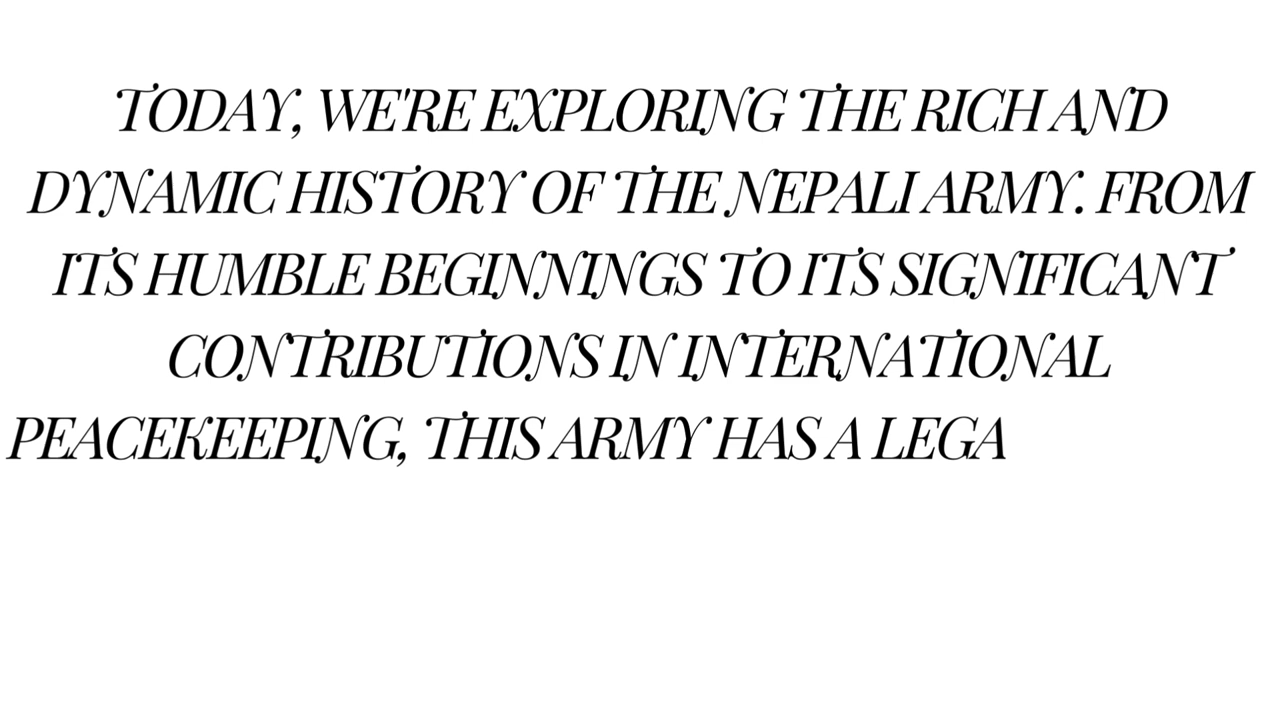 TODAY, WE'RE EXPLORING THE RICH AND
DYNAMIC HISTORY OF THE NEPALI ARMY. FROM
ITS HUMBLE BEGINNINGS TO ITS SIGNIFICANT
CONTRIBUTIONS IN INTERNATIONAL
PEACEKEEPING, THIS ARMY HAS A LEGA